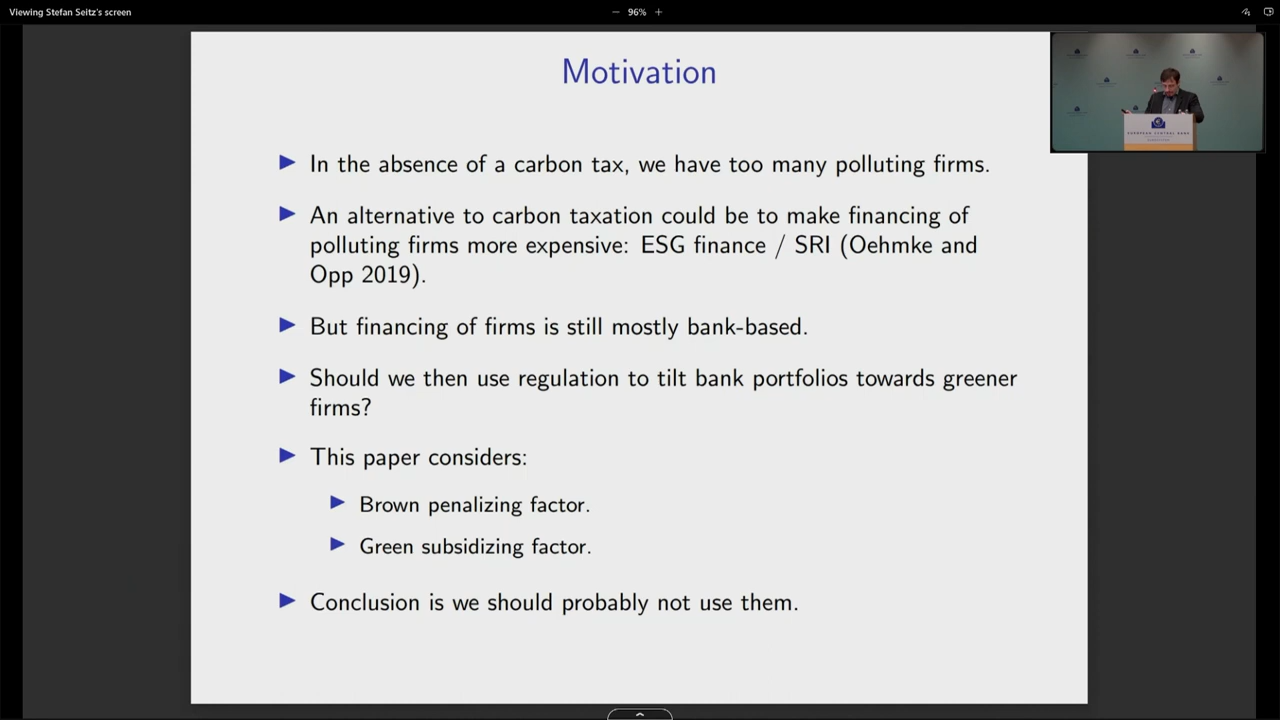 Viewing Stefan Seitz's screen
− 96% +
Motivation
In the absence of a carbon tax, we have too many polluting firms.
An alternative to carbon taxation could be to make financing of
polluting firms more expensive: ESG finance / SRI (Oehmke and
Opp 2019).
But financing of firms is still mostly bank-based.
Should we then use regulation to tilt bank portfolios towards greener
firms?
This paper considers:
Brown penalizing factor.
Green subsidizing factor.
Conclusion is we should probably not use them.
EUROPEAN CENTRAL BANK